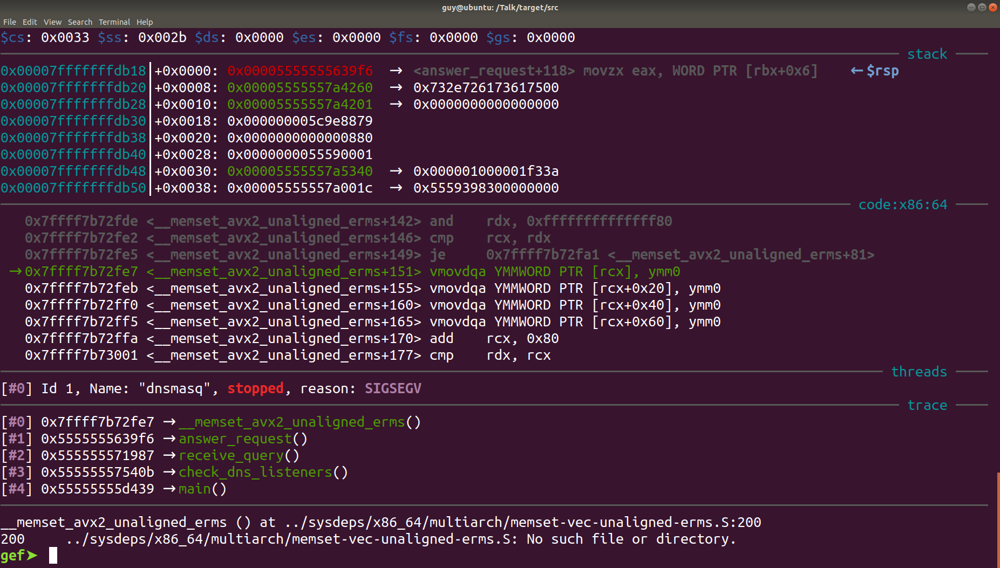 guy@ubuntu: /Talk/target/src
File Edit View Search Terminal Help
$cs: 0x0033 $ss: 0x002b $ds: 0x0000 $es: 0x0000 $fs: 0x0000 $gs: 0x0000
stack
0x00007fffffffdb18│+0x0000: 0x00005555555639f6 → <answer_request+118> movzx eax, WORD PTR [rbx+0x6] ←$rsp
0x00007fffffffdb20│+0x0008: 0x00005555557a4260 → 0x732e726173617500
0x00007fffffffdb28│+0x0010: 0x00005555557a4201 → 0x0000000000000000
0x00007fffffffdb30│+0x0018: 0x000000005c9e8879
0x00007fffffffdb38│+0x0020: 0x0000000000000880
0x00007fffffffdb40│+0x0028: 0x0000000055590001
0x00007fffffffdb48│+0x0030: 0x00005555557a5340 → 0x000001000001f33a
0x00007fffffffdb50│+0x0038: 0x00005555557a001c → 0x5559398300000000
code:x86:64
0x7ffff7b72fde <__memset_avx2_unaligned_erms+142> and rdx, 0xffffffffffffff80
0x7ffff7b72fe2 <__memset_avx2_unaligned_erms+146> cmp rcx, rdx
0x7ffff7b72fe5 <__memset_avx2_unaligned_erms+149> je 0x7ffff7b72fa1 <__memset_avx2_unaligned_erms+81>
→0x7ffff7b72fe7 <__memset_avx2_unaligned_erms+151> vmovdqa YMMWORD PTR [rcx], ymm0
0x7ffff7b72feb <__memset_avx2_unaligned_erms+155> vmovdqa YMMWORD PTR [rcx+0x20], ymm0
0x7ffff7b72ff0 <__memset_avx2_unaligned_erms+160> vmovdqa YMMWORD PTR [rcx+0x40], ymm0
0x7ffff7b72ff5 <__memset_avx2_unaligned_erms+165> vmovdqa YMMWORD PTR [rcx+0x60], ymm0
0x7ffff7b72ffa <__memset_avx2_unaligned_erms+170> add rcx, 0x80
0x7ffff7b73001 <__memset_avx2_unaligned_erms+177> cmp rdx, rcx
threads
[#0] Id 1, Name: "dnsmasq", stopped, reason: SIGSEGV
trace
[#0] 0x7ffff7b72fe7 →__memset_avx2_unaligned_erms()
[#1] 0x5555555639f6 →answer_request()
[#2] 0x555555571987 →receive_query()
[#3] 0x55555557540b →check_dns_listeners()
[#4] 0x55555555d439 →main()
__memset_avx2_unaligned_erms () at ../sysdeps/x86_64/multiarch/memset-vec-unaligned-erms.S:200
200 ../sysdeps/x86_64/multiarch/memset-vec-unaligned-erms.S: No such file or directory.
gef➤